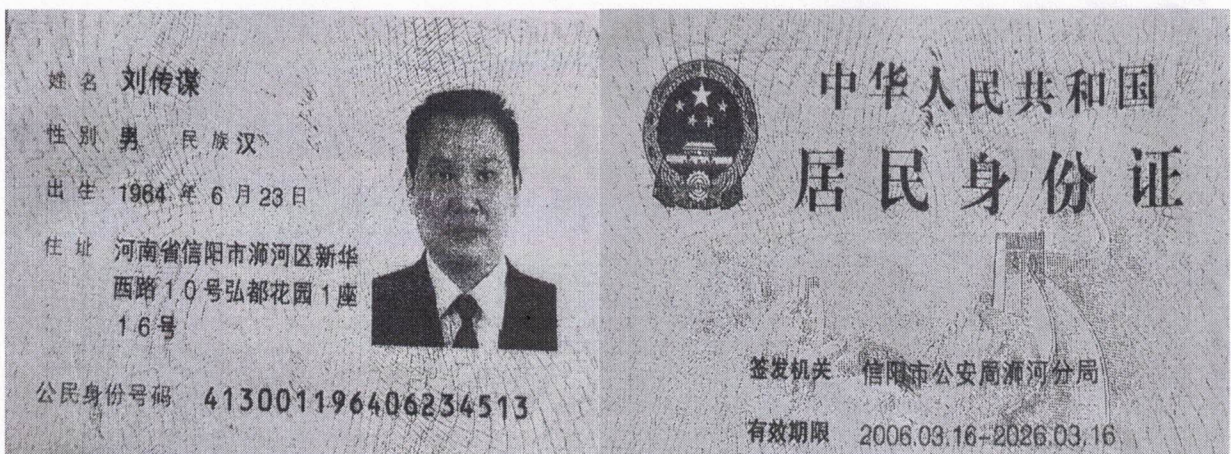 姓名 刘传谋
性别 男 民族 汉
出生 1964 年 6 月 23 日
住址 河南省信阳市浉河区新华
西路10号弘都花园1座
16号
公民身份号码 413001196406234513
中华人民共和国
居民身份证
签发机关 信阳市公安局浉河分局
有效期限 2006.03.16-2026.03.16